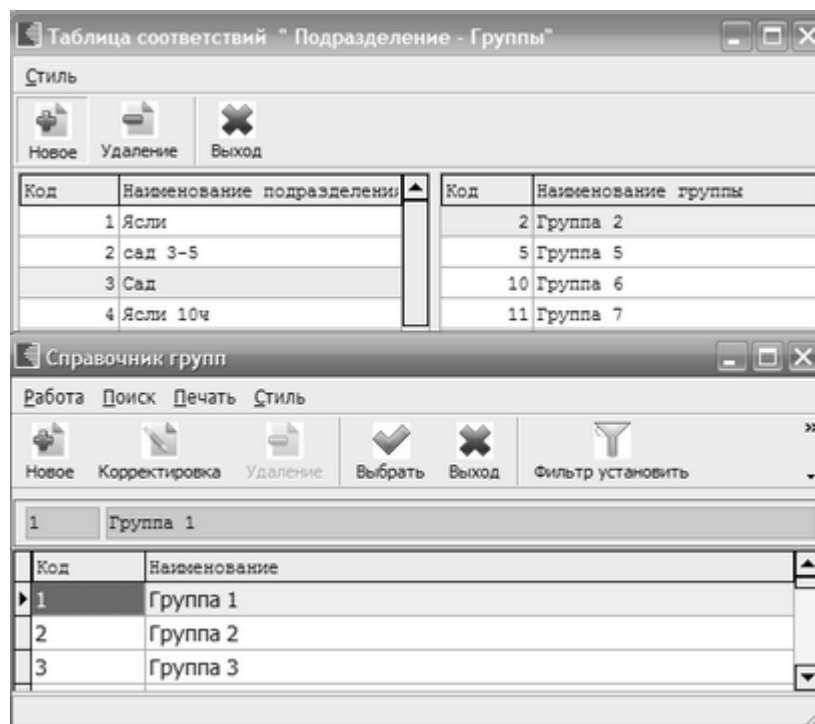 Таблица соответствий " Подразделение - Группы"
Стиль
Новое Удаление Выход
Код Наименование подразделения Код Наименование группы
1 Ясли 2 Группа 2
2 сад 3-5 5 Группа 5
3 Сад 10 Группа 6
4 Ясли 10ч 11 Группа 7
Справочник групп
Работа Поиск Печать Стиль
Новое Корректировка Удаление Выбрать Выход Фильтр установить
1 Группа 1
Код Наименование
1 Группа 1
2 Группа 2
3 Группа 3